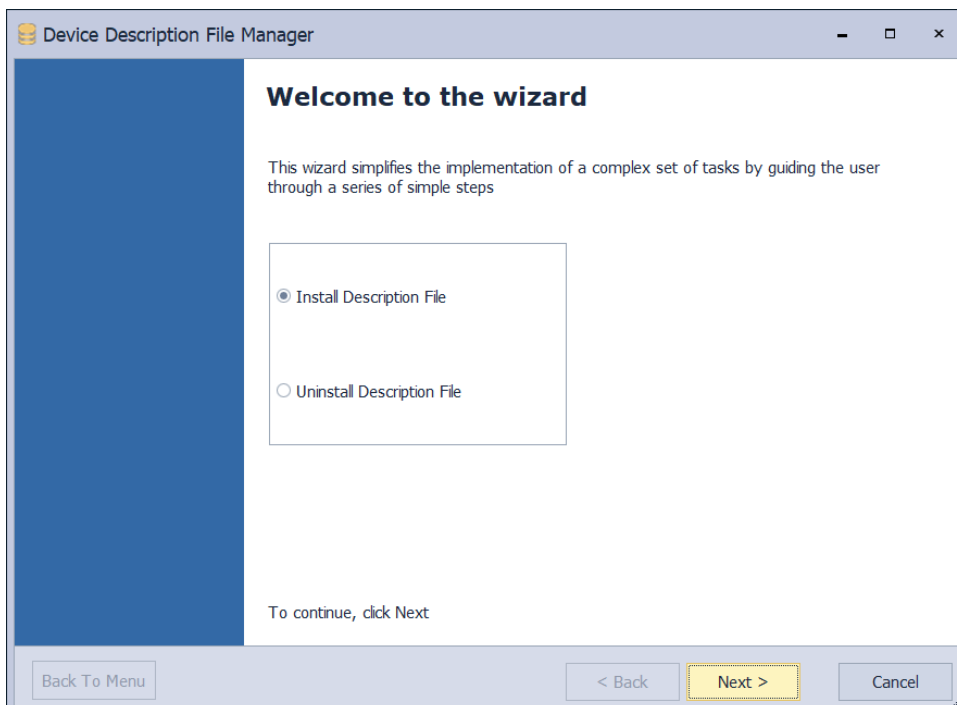 Device Description File Manager
Welcome to the wizard
This wizard simplifies the implementation of a complex set of tasks by guiding the user
through a series of simple steps
Install Description File
Uninstall Description File
To continue, click Next
Back To Menu
< Back
Next >
Cancel